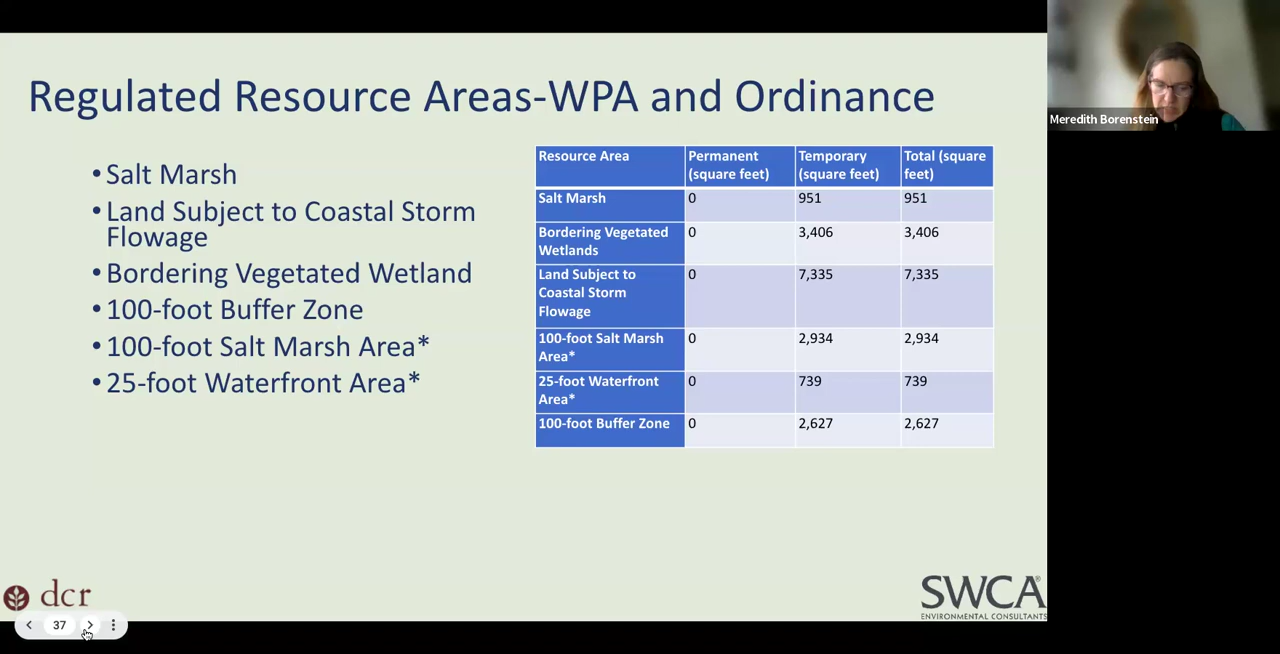 Regulated Resource Areas-WPA and Ordinance
•Salt Marsh
•Land Subject to Coastal Storm
Flowage
•Bordering Vegetated Wetland
•100-foot Buffer Zone
•100-foot Salt Marsh Area*
•25-foot Waterfront Area*
Resource Area Permanent (square feet) Temporary (square feet) Total (square feet)
Salt Marsh 0 951 951
Bordering Vegetated Wetlands 0 3,406 3,406
Land Subject to Coastal Storm Flowage 0 7,335 7,335
100-foot Salt Marsh Area* 0 2,934 2,934
25-foot Waterfront Area* 0 739 739
100-foot Buffer Zone 0 2,627 2,627
dcr
37
SWCA®
ENVIRONMENTAL CONSULTANTS
Meredith Borenstein